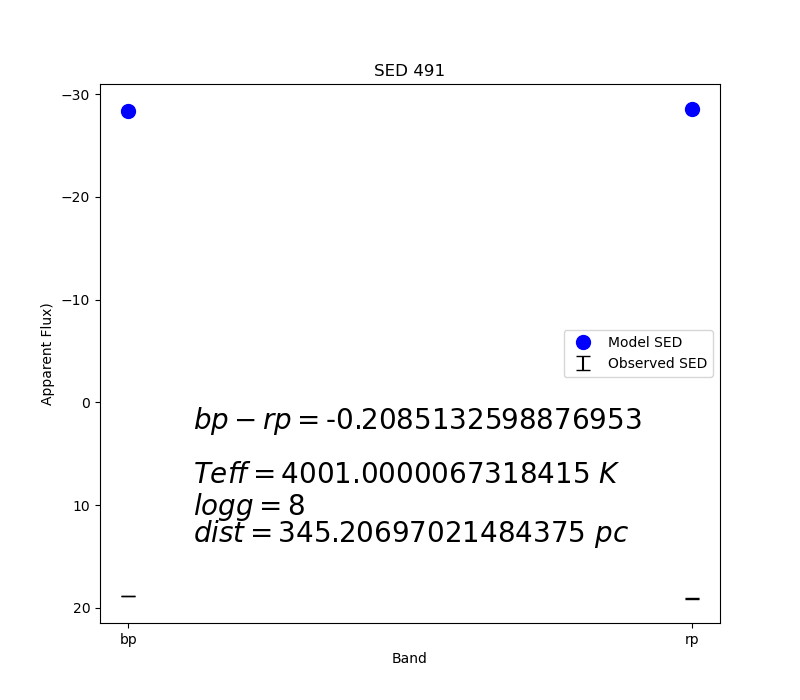 SED 491
−30
−20
−10
0
10
20
Apparent Flux)
Model SED
Observed SED
bp − rp = -0.2085132598876953
Teff = 4001.0000067318415 K
logg = 8
dist = 345.20697021484375 pc
bp
rp
Band